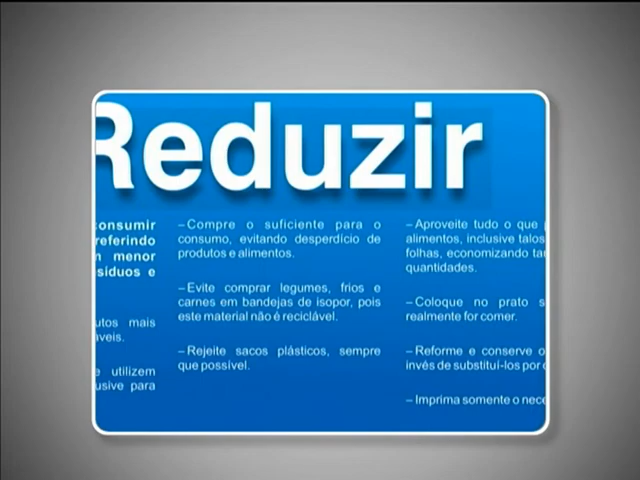 Reduzir
onsumir
referindo
menor
síduos e
utos mais
áveis.
utilizem
usive para
– Compre o suficiente para o
consumo, evitando desperdício de
produtos e alimentos.
– Evite comprar legumes, frios e
carnes em bandejas de isopor, pois
este material não é reciclável.
– Rejeite sacos plásticos, sempre
que possível.
– Aproveite tudo o que
alimentos, inclusive talos
folhas, economizando
quantidades.
– Coloque no prato s
realmente for comer.
– Reforme e conserve o
invés de substituí-los por
– Imprima somente o nece